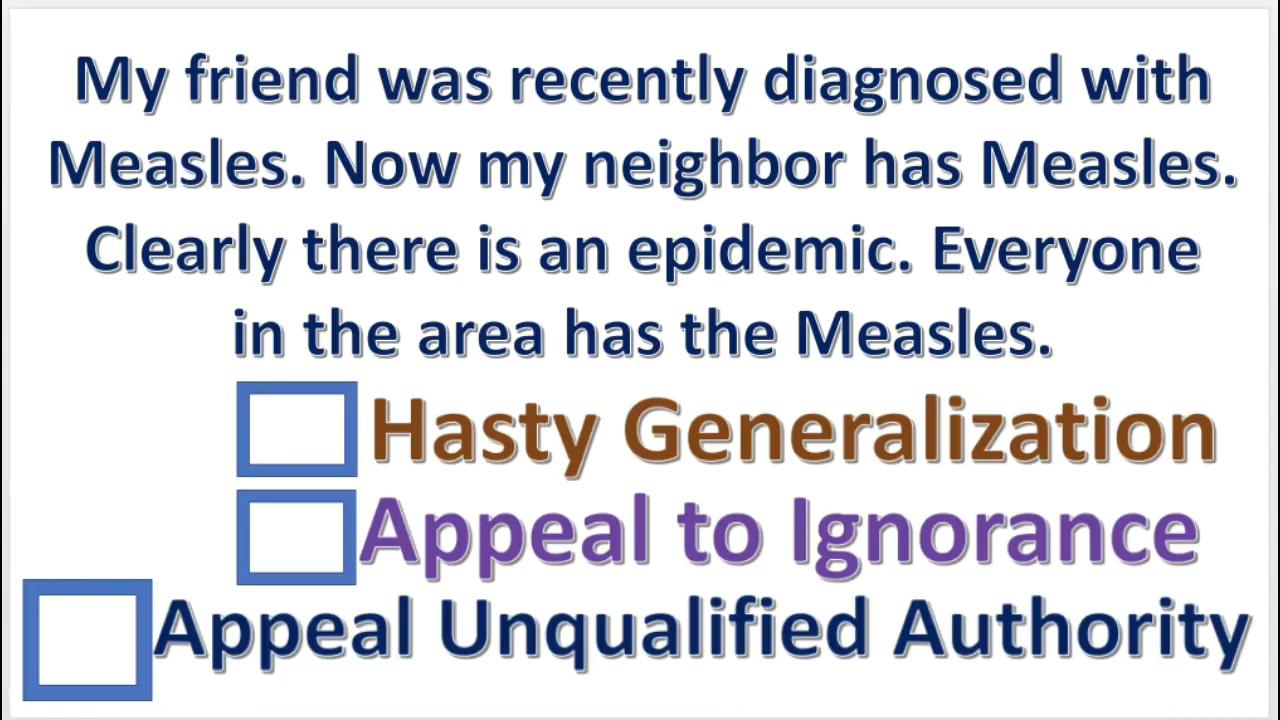 My friend was recently diagnosed with
Measles. Now my neighbor has Measles.
Clearly there is an epidemic. Everyone
in the area has the Measles.
Hasty Generalization
Appeal to Ignorance
Appeal Unqualified Authority